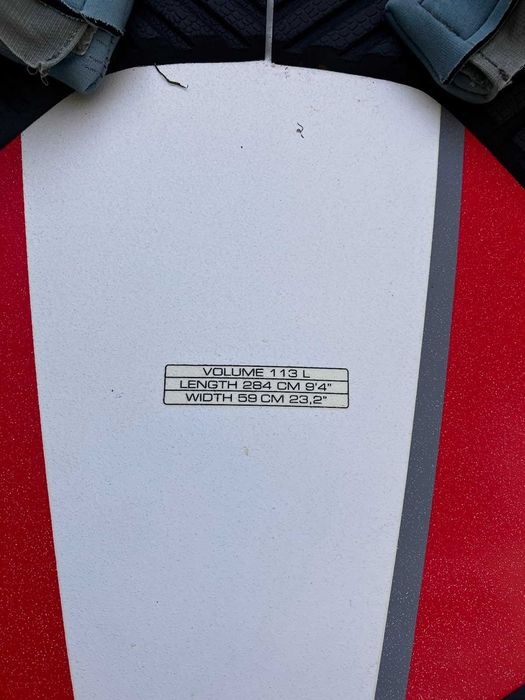 VOLUME 113 L
LENGTH 284 CM 9'4"
WIDTH 59 CM 23,2"